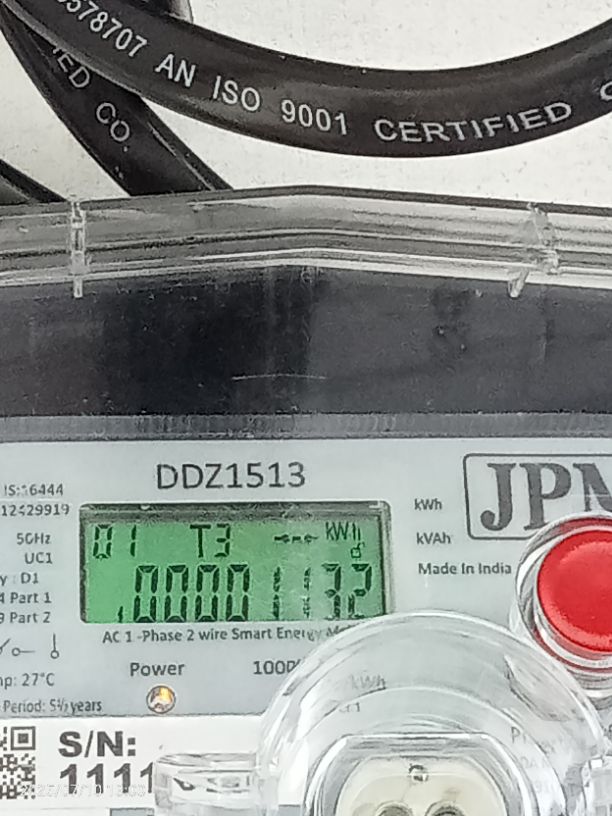 578707 AN ISO 9001 CERTIFIED
ED CO.
DDZ1513
JPM
IS:16444
12429919
50Hz
UC1
D1
Part 1
Part 2
kWh
kVAh
Made In India
01 T3 kWh
00001132
AC 1 -Phase 2 wire Smart Energy
Power
27°C
Period: 5½ years
S/N:
1111